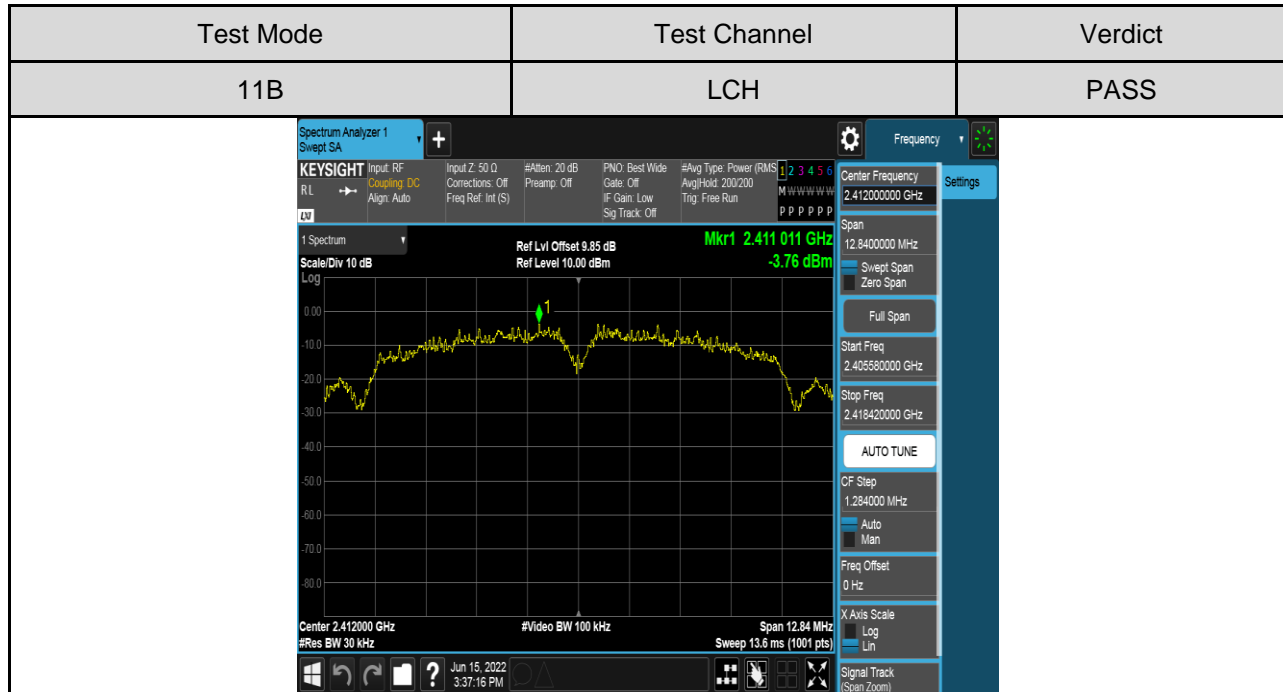 Test Mode Test Channel Verdict
11B LCH PASS
Spectrum Analyzer 1
Swept SA
+
Frequency
KEYSIGHT
RL
LXI
Input: RF
Coupling: DC
Align: Auto
Input Z: 50 Ω
Corrections: Off
Freq Ref: Int (S)
#Atten: 20 dB
Preamp: Off
PNO: Best Wide
Gate: Off
IF Gain: Low
Sig Track: Off
#Avg Type: Power (RMS
Avg|Hold: 200/200
Trig: Free Run
1 2 3 4 5 6
M W W W W W
P P P P P P
1 Spectrum
Scale/Div 10 dB
Log
Ref Lvl Offset 9.85 dB
Ref Level 10.00 dBm
Mkr1 2.411 011 GHz
-3.76 dBm
1
0.00
-10.0
-20.0
-30.0
-40.0
-50.0
-60.0
-70.0
-80.0
Center 2.412000 GHz
#Res BW 30 kHz
#Video BW 100 kHz
Span 12.84 MHz
Sweep 13.6 ms (1001 pts)
?
Jun 15, 2022
3:37:16 PM
Center Frequency
2.412000000 GHz
Settings
Span
12.8400000 MHz
Swept Span
Zero Span
Full Span
Start Freq
2.405580000 GHz
Stop Freq
2.418420000 GHz
AUTO TUNE
CF Step
1.284000 MHz
Auto
Man
Freq Offset
0 Hz
X Axis Scale
Log
Lin
Signal Track
(Span Zoom)